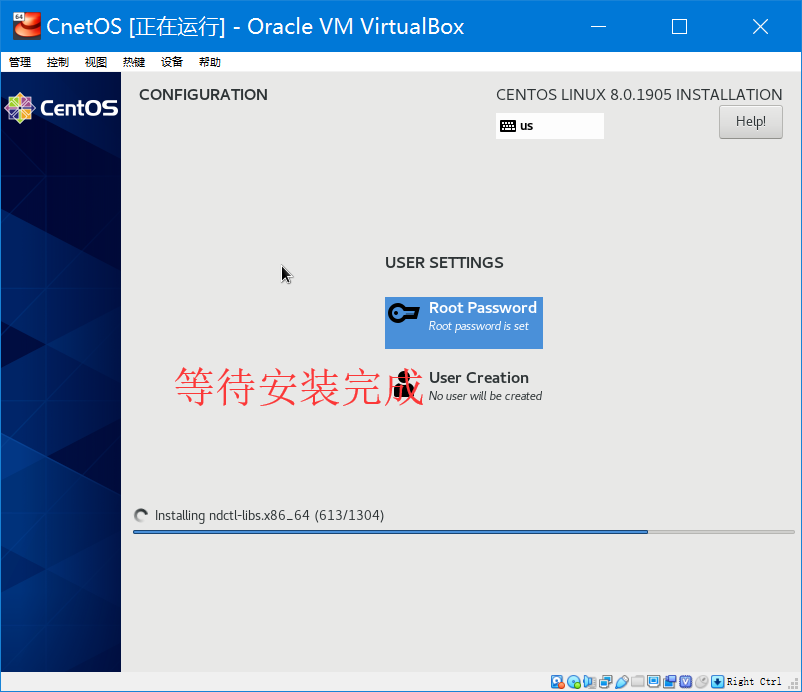 CnetOS [正在运行] - Oracle VM VirtualBox
管理 控制 视图 热键 设备 帮助
CentOS
CONFIGURATION
CENTOS LINUX 8.0.1905 INSTALLATION
us
Help!
USER SETTINGS
Root Password
Root password is set
User Creation
No user will be created
等待安装完成
Installing ndctl-libs.x86_64 (613/1304)
Right Ctrl